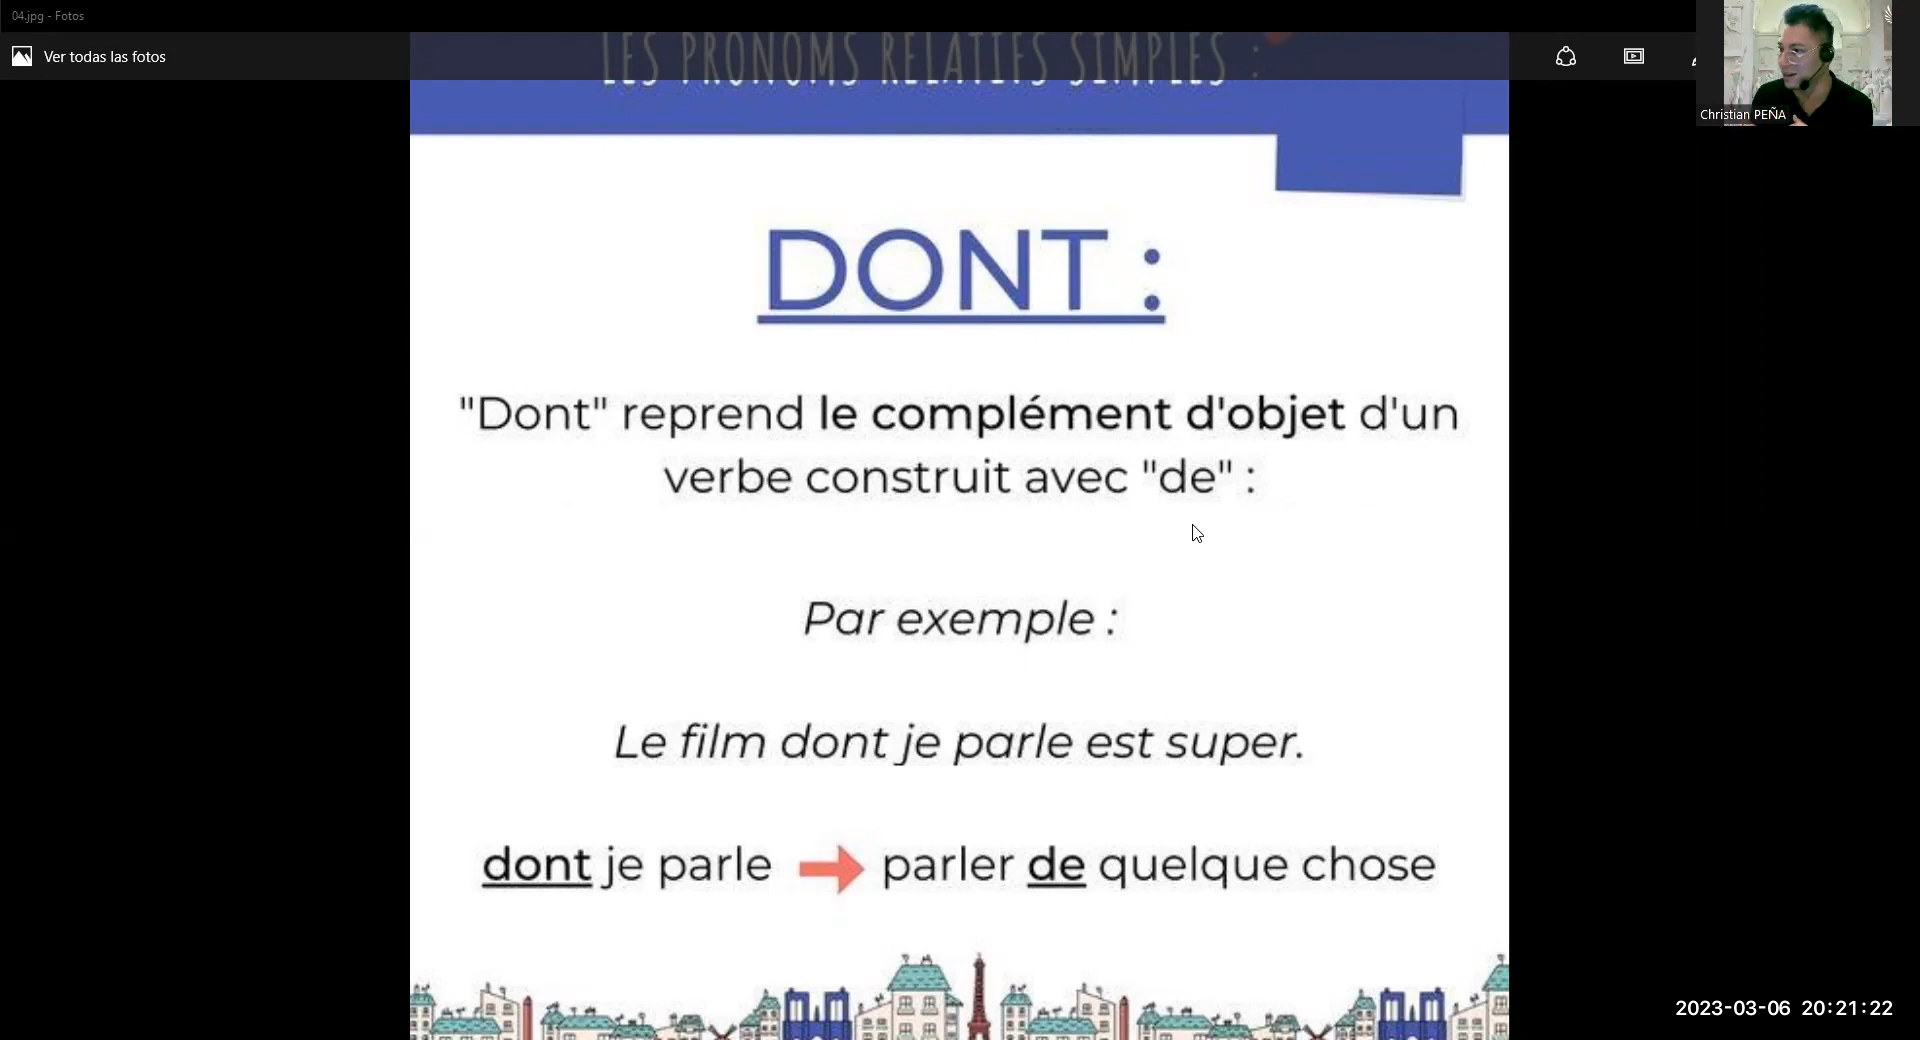 04.jpg - Fotos
Ver todas las fotos
LES PRONOMS RELATIFS SIMPLES :
Christian PEÑA
DONT :
"Dont" reprend le complément d'objet d'un
verbe construit avec "de" :
Par exemple :
Le film dont je parle est super.
dont je parle parler de quelque chose
2023-03-06 20:21:22